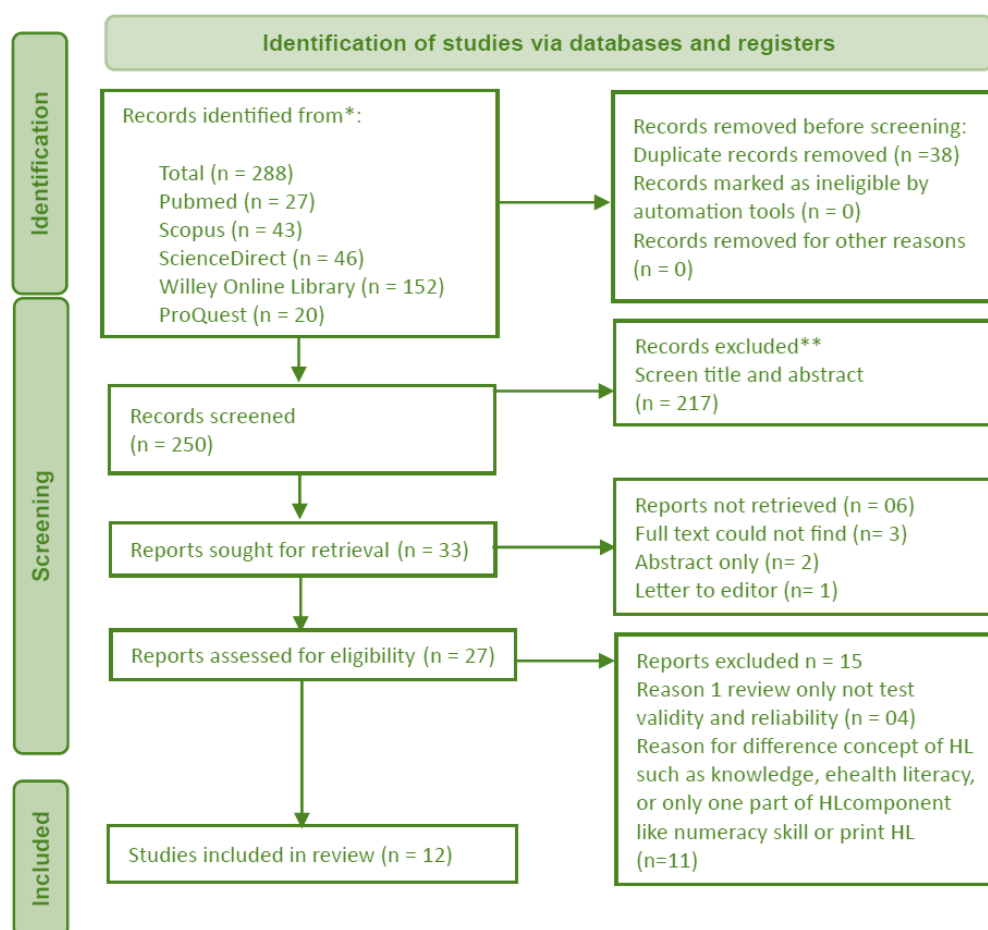 Identification of studies via databases and registers
Identification
Records identified from*:
Total (n = 288)
Pubmed (n = 27)
Scopus (n = 43)
ScienceDirect (n = 46)
Willey Online Library (n = 152)
ProQuest (n = 20)
Records removed before screening:
Duplicate records removed (n =38)
Records marked as ineligible by
automation tools (n = 0)
Records removed for other reasons
(n = 0)
Screening
Records screened
(n = 250)
Records excluded**
Screen title and abstract
(n = 217)
Reports sought for retrieval (n = 33)
Reports not retrieved (n = 06)
Full text could not find (n= 3)
Abstract only (n= 2)
Letter to editor (n= 1)
Reports assessed for eligibility (n = 27)
Reports excluded n = 15
Reason 1 review only not test
validity and reliability (n = 04)
Reason for difference concept of HL
such as knowledge, ehealth literacy,
or only one part of HLcomponent
like numeracy skill or print HL
(n=11)
Included
Studies included in review (n = 12)